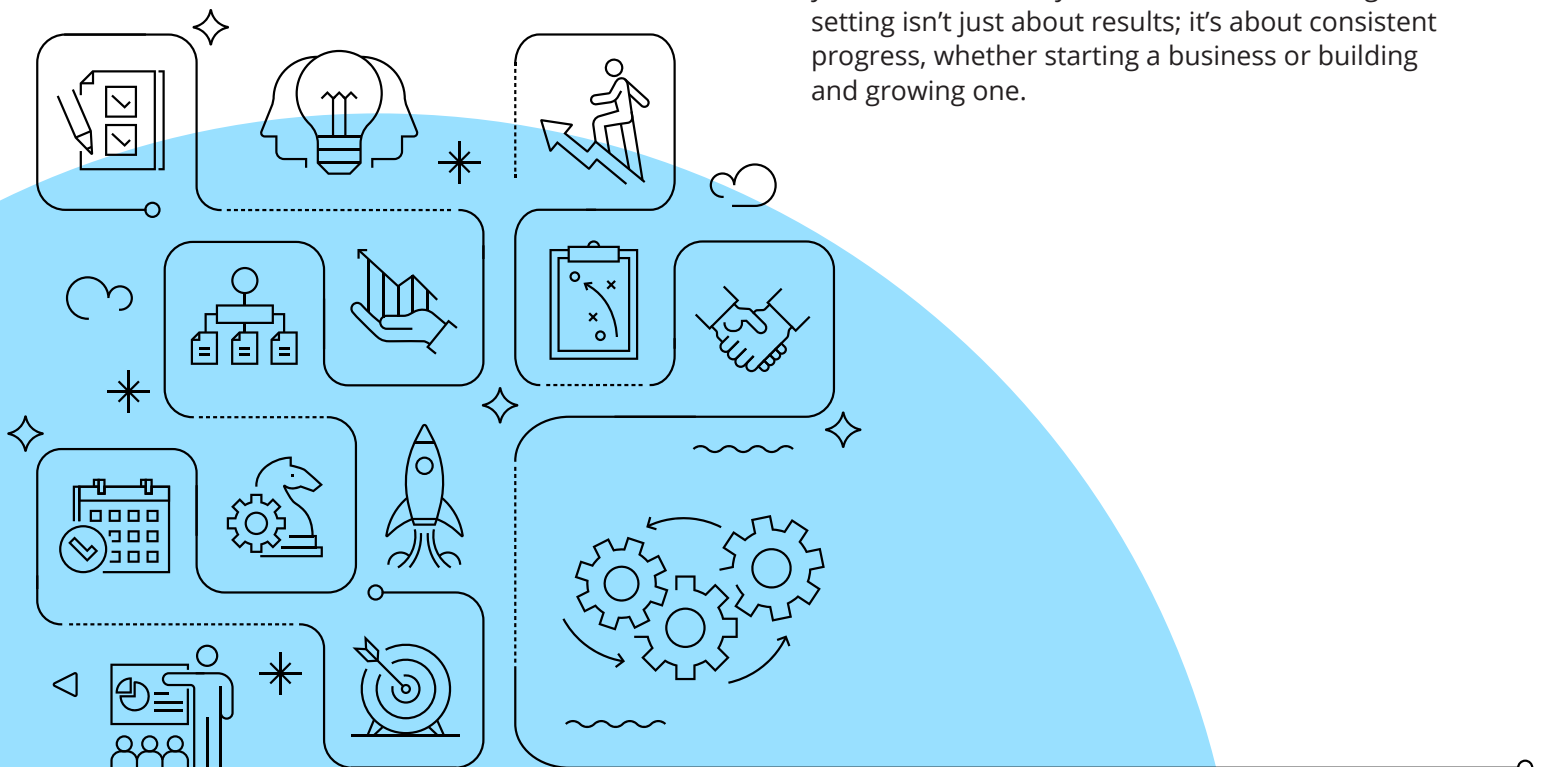 setting isn’t just about results; it’s about consistent
progress, whether starting a business or building
and growing one.